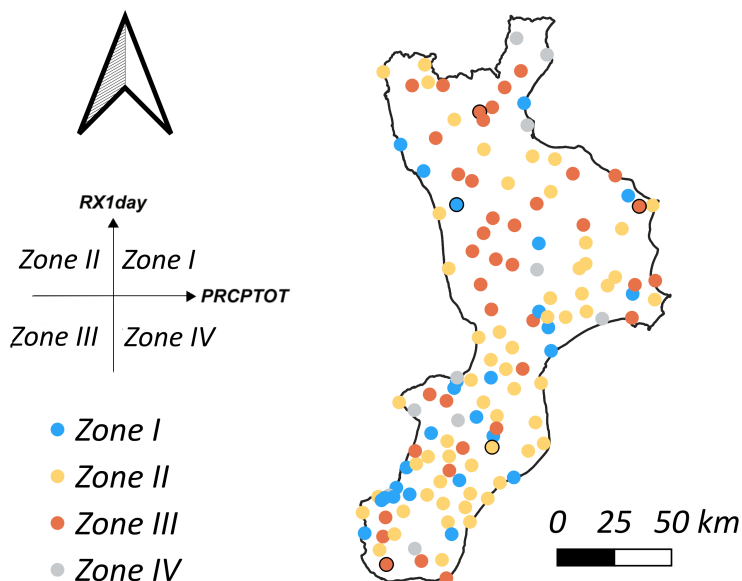 RX1day
Zone II Zone I
PRCPTOT
Zone III Zone IV
Zone I
Zone II
Zone III
Zone IV
0 25 50 km